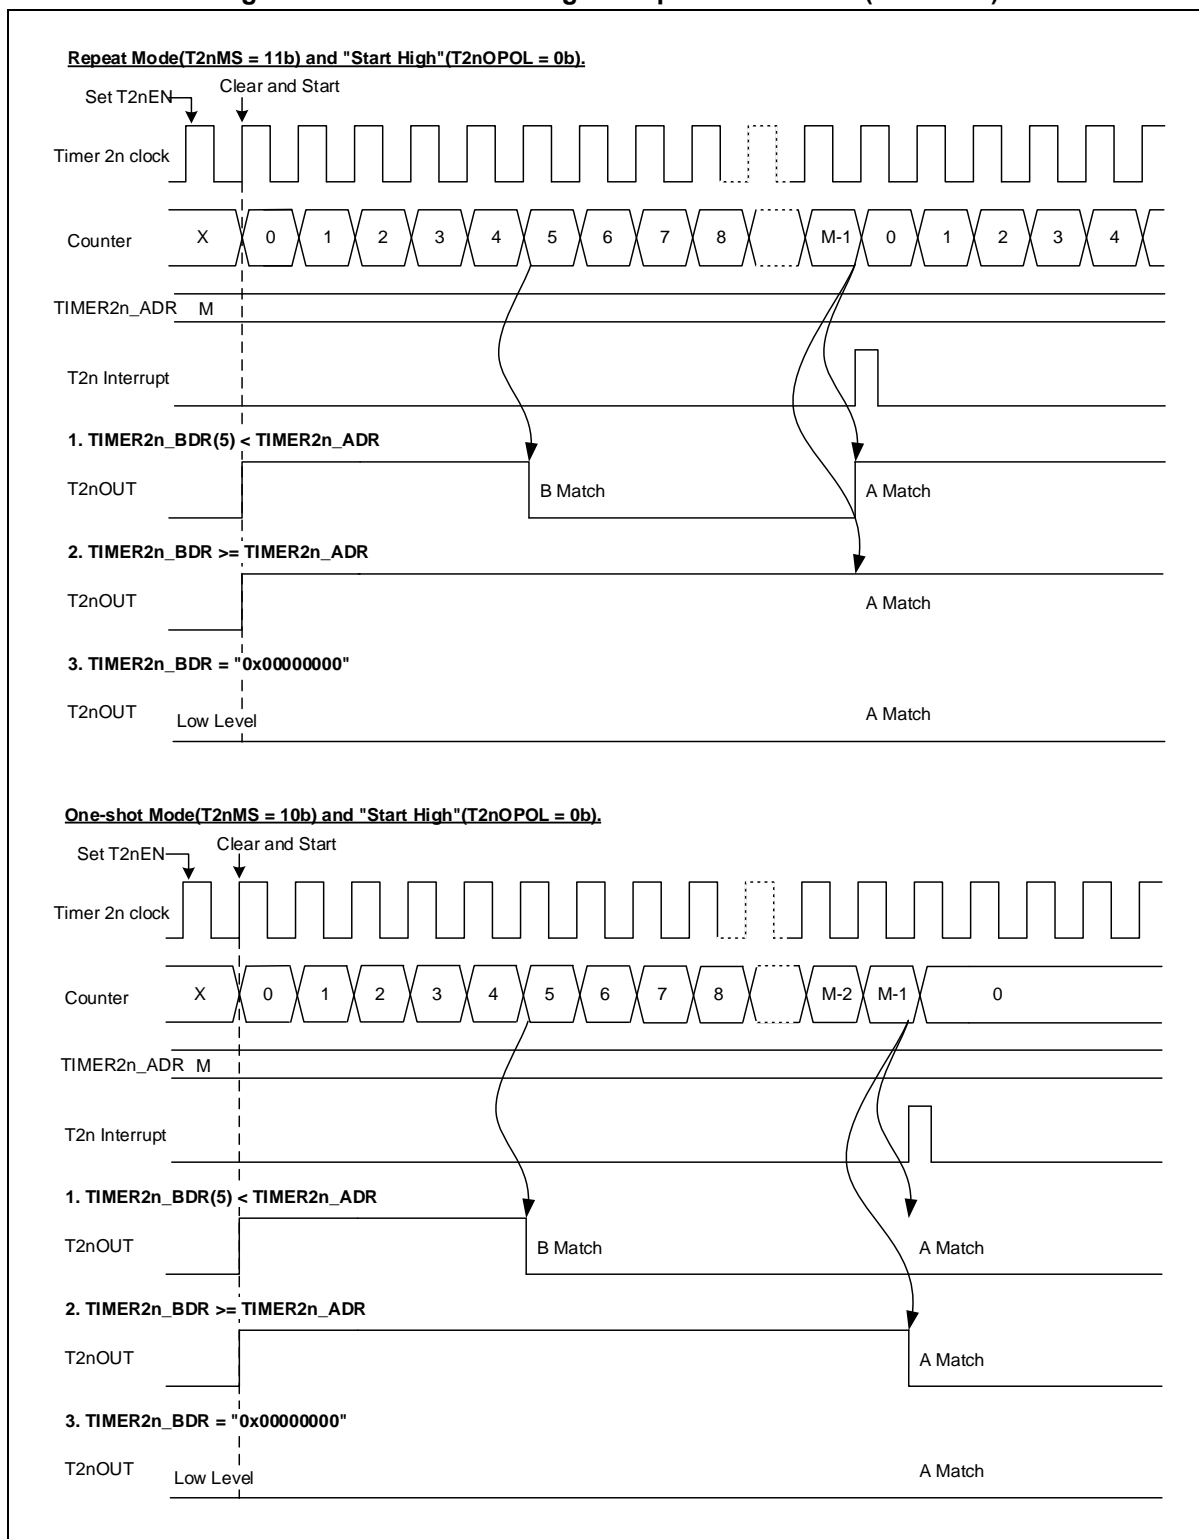 Repeat Mode(T2nMS = 11b) and "Start High"(T2nOPOL = 0b).
Set T2nEN
Clear and Start
Timer 2n clock
Counter X 0 1 2 3 4 5 6 7 8 M-1 0 1 2 3 4
TIMER2n_ADR M
T2n Interrupt
1. TIMER2n_BDR(5) < TIMER2n_ADR
T2nOUT B Match A Match
2. TIMER2n_BDR >= TIMER2n_ADR
T2nOUT A Match
3. TIMER2n_BDR = "0x00000000"
T2nOUT Low Level A Match
One-shot Mode(T2nMS = 10b) and "Start High"(T2nOPOL = 0b).
Set T2nEN
Clear and Start
Timer 2n clock
Counter X 0 1 2 3 4 5 6 7 8 M-2 M-1 0
TIMER2n_ADR M
T2n Interrupt
1. TIMER2n_BDR(5) < TIMER2n_ADR
T2nOUT B Match A Match
2. TIMER2n_BDR >= TIMER2n_ADR
T2nOUT A Match
3. TIMER2n_BDR = "0x00000000"
T2nOUT Low Level A Match